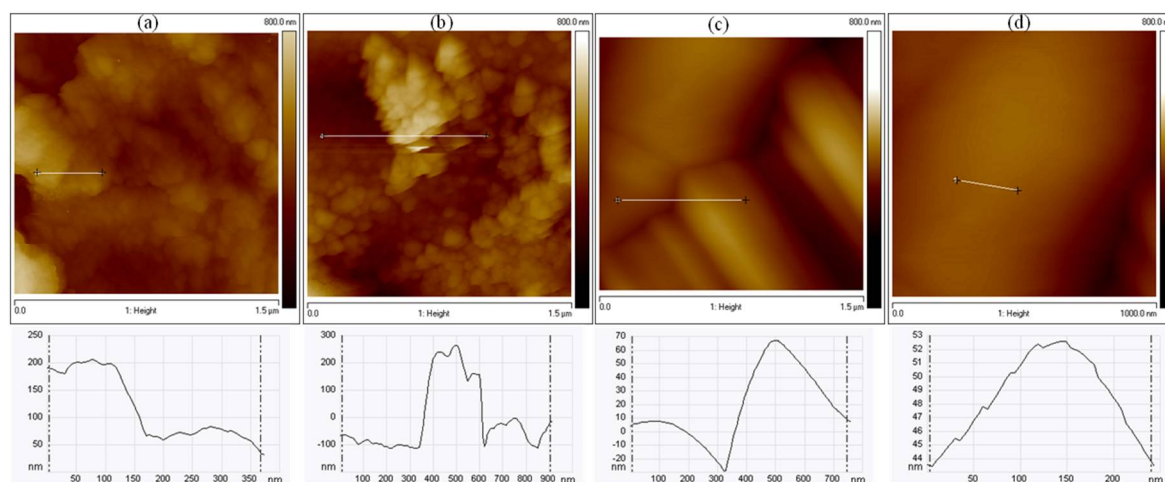 (a)
800.0 nm
0.0
1: Height
1.5 µm
(b)
800.0 nm
0.0
1: Height
1.5 µm
(c)
800.0 nm
0.0
1: Height
1.5 µm
(d)
800.0 nm
0.0
1: Height
1000.0 nm
250
200
150
100
50
nm
50 100 150 200 250 300 350 nm
300
200
100
0
-100
nm
100 200 300 400 500 600 700 800 900 nm
70
60
50
40
30
20
10
0
-10
-20
nm
100 200 300 400 500 600 700 nm
53
52
51
50
49
48
47
46
45
44
nm
50 100 150 200 nm